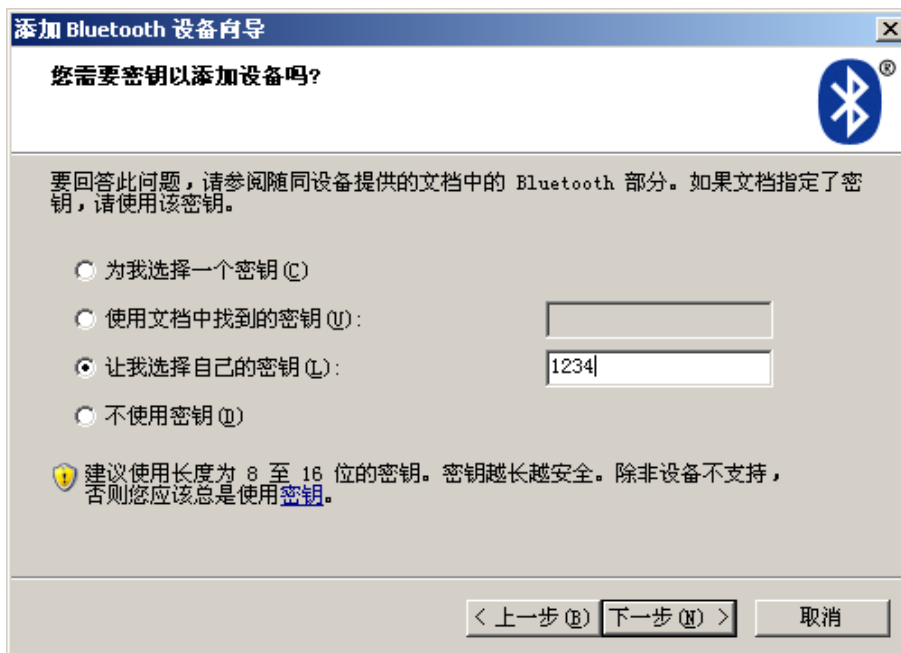 添加 Bluetooth 设备向导
您需要密钥以添加设备吗?
®
要回答此问题，请参阅随同设备提供的文档中的 Bluetooth 部分。如果文档指定了密
钥，请使用该密钥。
为我选择一个密钥(C)
使用文档中找到的密钥(U):
让我选择自己的密钥(L): 1234
不使用密钥(D)
建议使用长度为 8 至 16 位的密钥。密钥越长越安全。除非设备不支持，
否则您应该总是使用密钥。
< 上一步(B) 下一步(N) > 取消